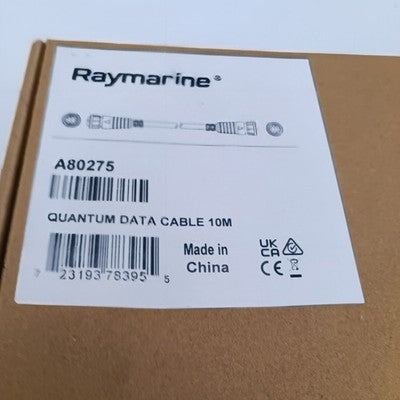 Raymarine®
A80275
QUANTUM DATA CABLE 10M
Made in
China
UK
CA
CE
7 23193 78395 5